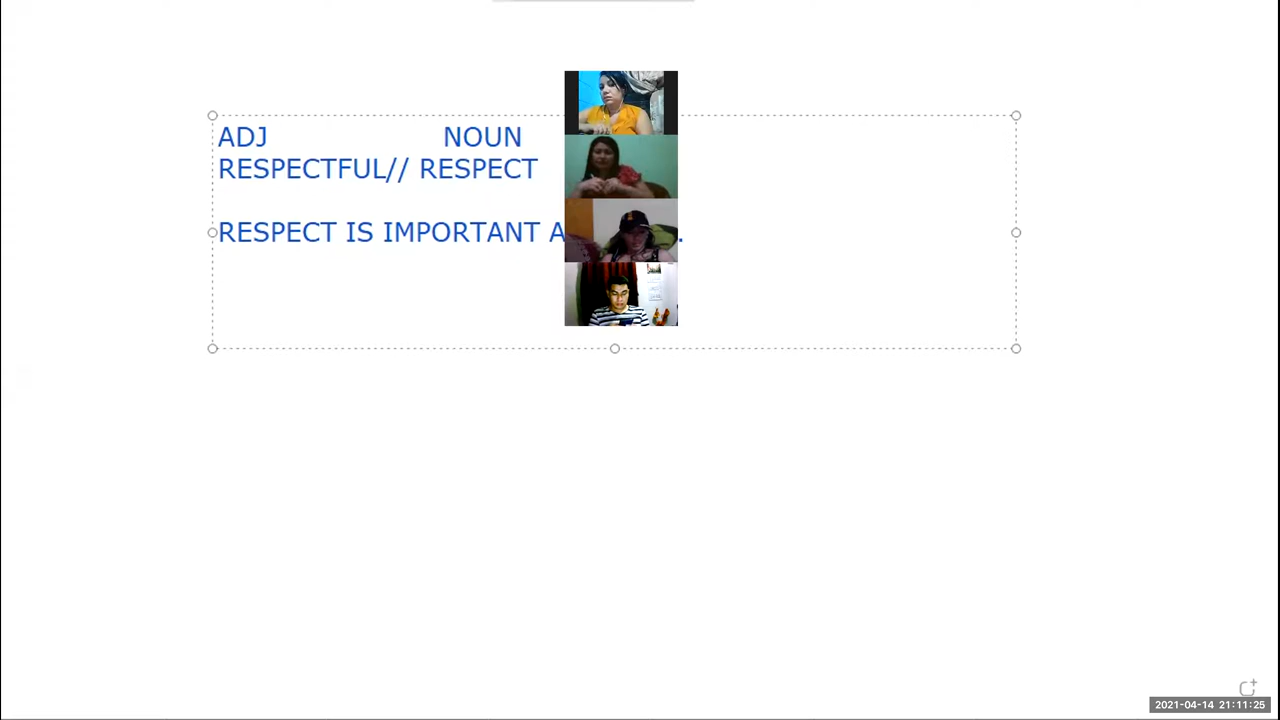 ADJ NOUN
RESPECTFUL// RESPECT
RESPECT IS IMPORTANT A .
2021-04-14 21:11:25